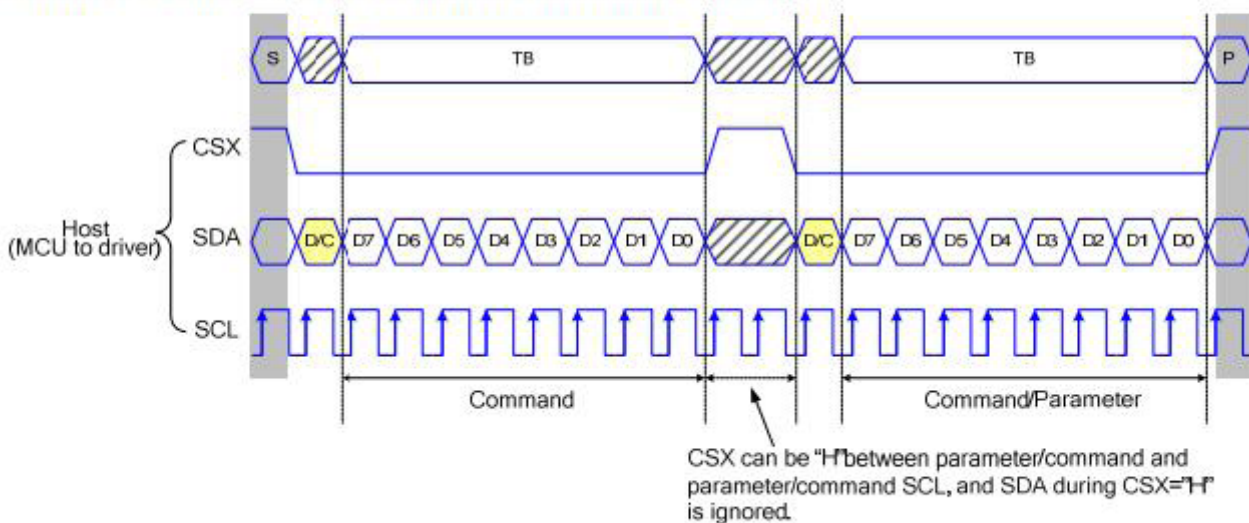 S TB TB P
CSX
Host
(MCU to driver)
SDA D/C D7 D6 D5 D4 D3 D2 D1 D0 D/C D7 D6 D5 D4 D3 D2 D1 D0
SCL
Command Command/Parameter
CSX can be "H"between parameter/command and
parameter/command SCL, and SDA during CSX="H"
is ignored.